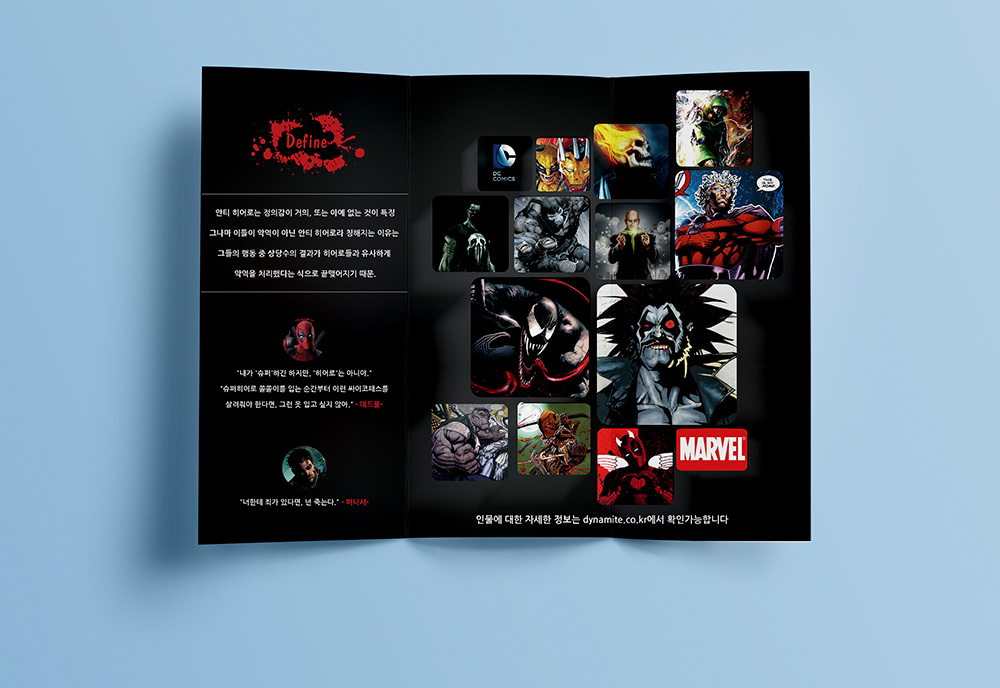 Define
안티 히어로는 정의감이 거의, 또는 아예 없는 것이 특징
그나마 이들이 악역이 아닌 안티 히어로라 칭해지는 이유는
그들의 행동 중 상당수의 결과가 히어로들과 유사하게
악역을 처리했다는 식으로 끝맺어지기 때문.
"내가 '슈퍼'하긴 하지만, '히어로'는 아니야."
"슈퍼히어로 쫄쫄이를 입는 순간부터 이런 싸이코패스를
살려줘야 한다면, 그런 옷 입고 싶지 않아." - 데드풀-
"너한테 죄가 있다면, 넌 죽는다." - 퍼니셔-
DC
DC
COMICS
MARVEL
인물에 대한 자세한 정보는 dynamite.co.kr에서 확인가능합니다